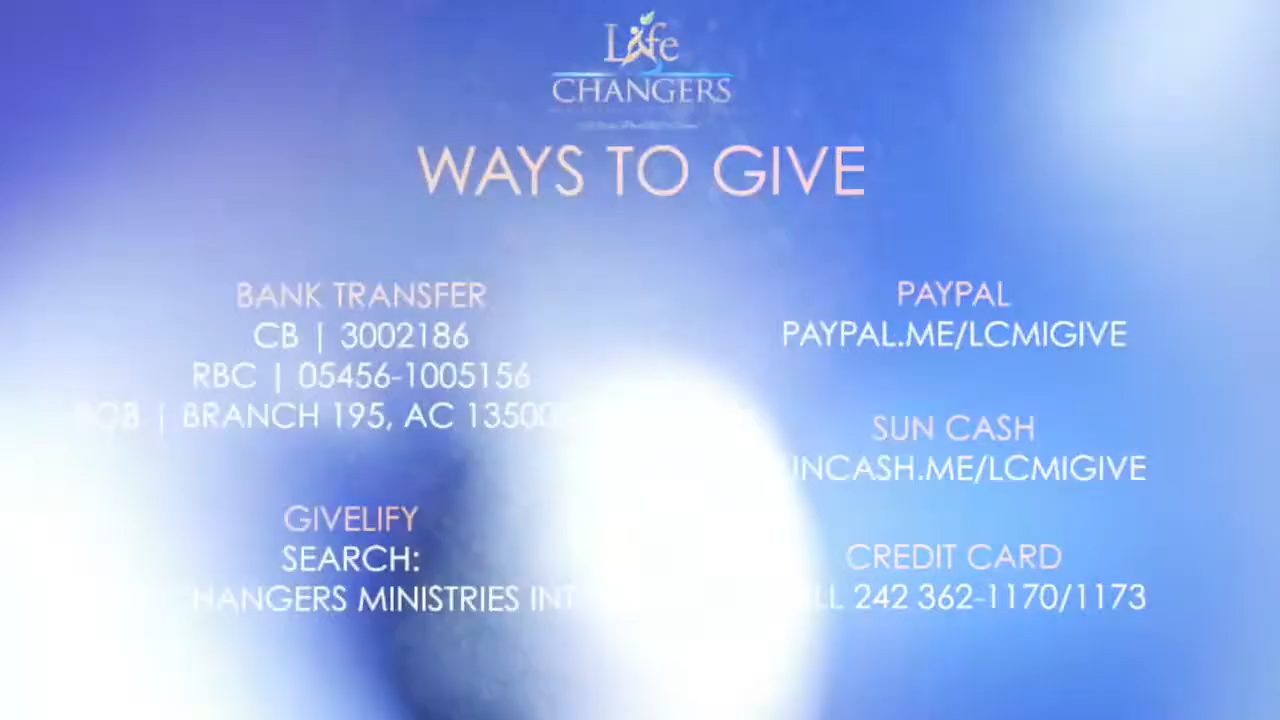 Life
CHANGERS
WAYS TO GIVE
BANK TRANSFER
CB | 3002186
RBC | 05456-1005156
| BRANCH 195, AC
GIVELIFY
SEARCH:
MINISTRIES
PAYPAL
PAYPAL.ME/LCMIGIVE
SUN CASH
CREDIT CARD
242 362-1170/1173